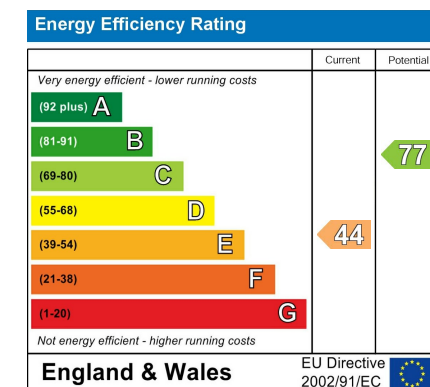 Energy Efficiency Rating
Current Potential
Very energy efficient - lower running costs
(92 plus) A
(81-91) B
(69-80) C
77
(55-68) D
(39-54) E
44
(21-38) F
(1-20) G
Not energy efficient - higher running costs
England & Wales
EU Directive
2002/91/EC